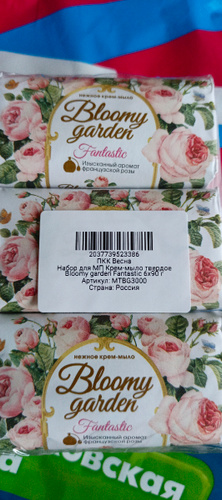 нежное крем-мыло
Bloomy
garden
Fantastic
Изысканный аромат
французской розы
2037739523386
ПКК Весна
Набор для МП Крем-мыло твердое
Bloomy garden Fantastic 6x90 г
Артикул: MTBG3000
Страна: Россия
нежное крем-мыло
Bloomy
garden
Fantastic
Изысканный аромат
французской розы
овская